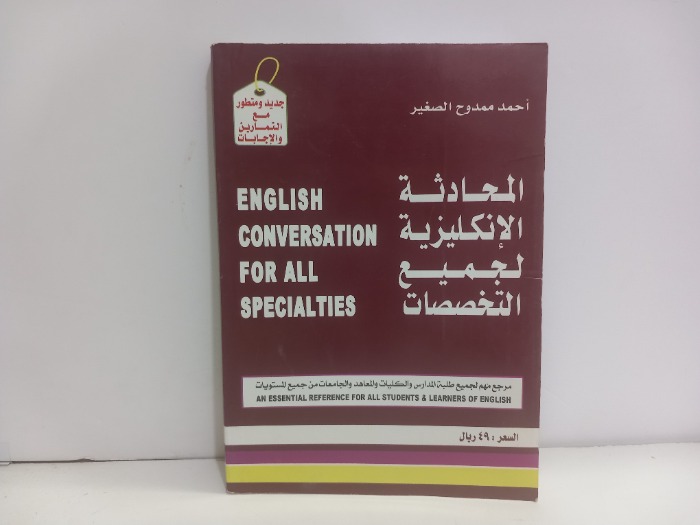 جديد ومتطور
مع
التمارين
والإجابات
أحمد ممدوح الصغير
المحادثة
الإنكليزية
لجميع
التخصصات
ENGLISH
CONVERSATION
FOR ALL
SPECIALTIES
مرجع مهم لجميع طلبة المدارس والكليات والمعاهد والجامعات من جميع المستويات
AN ESSENTIAL REFERENCE FOR ALL STUDENTS & LEARNERS OF ENGLISH
السعر : ٤٩ ريال